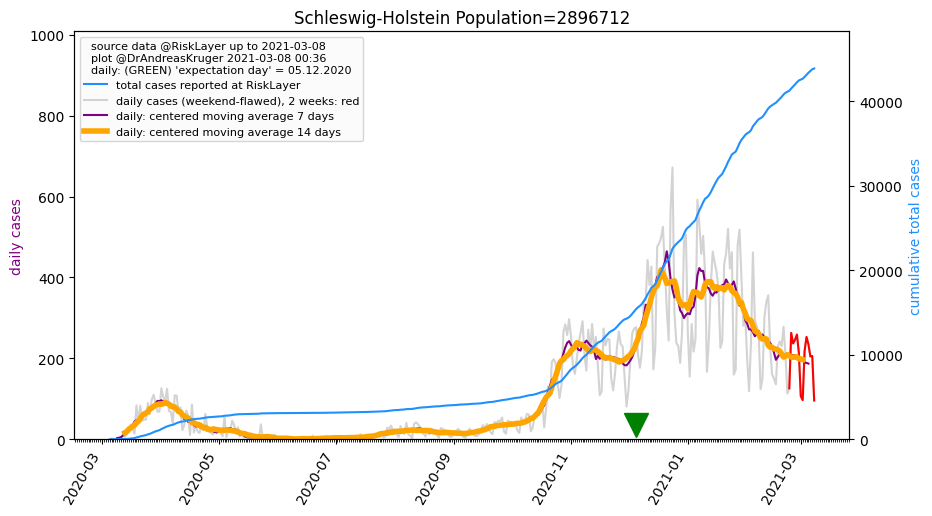 Schleswig-Holstein Population=2896712
source data @RiskLayer up to 2021-03-08
plot @DrAndreasKruger 2021-03-08 00:36
daily: (GREEN) 'expectation day' = 05.12.2020
total cases reported at RiskLayer
daily cases (weekend-flawed), 2 weeks: red
daily: centered moving average 7 days
daily: centered moving average 14 days
1000
800
600
400
200
0
daily cases
40000
30000
20000
10000
0
cumulative total cases
2020-03
2020-05
2020-07
2020-09
2020-11
2021-01
2021-03